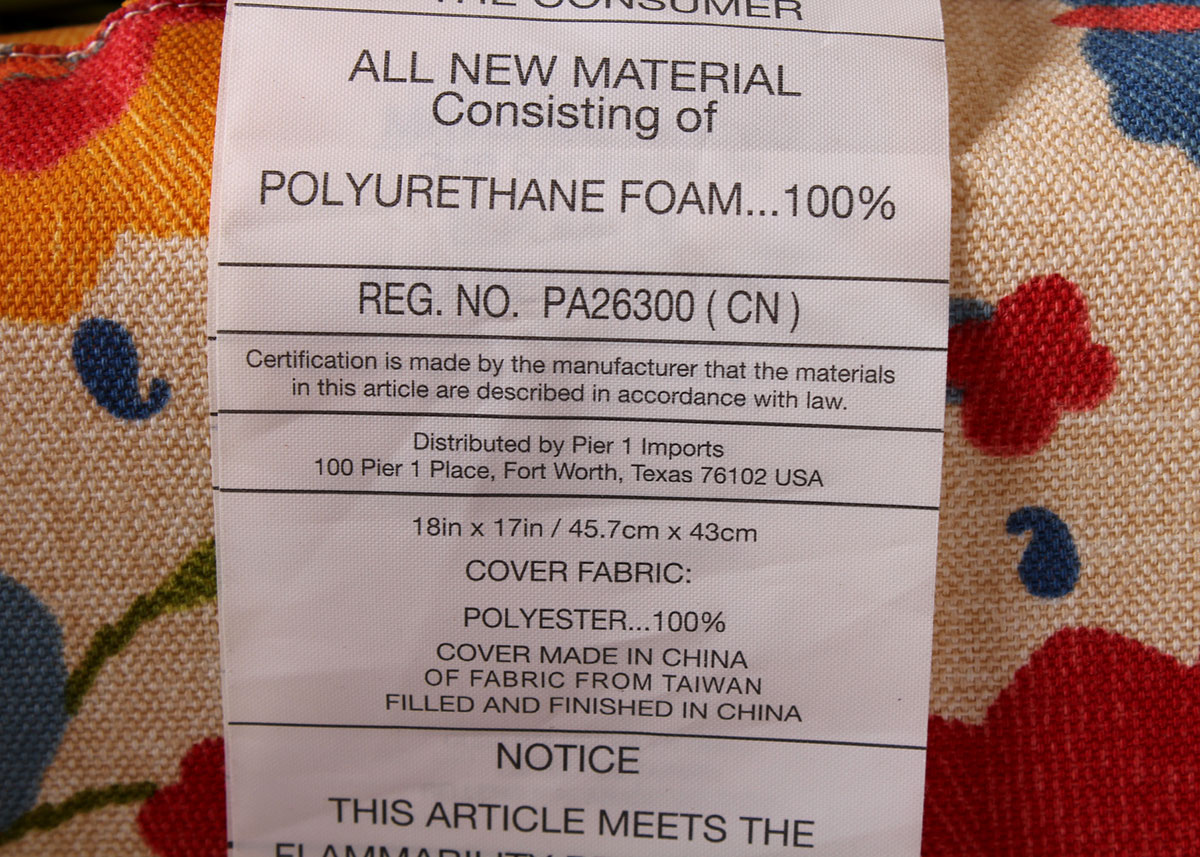 THE CONSUMER
ALL NEW MATERIAL
Consisting of
POLYURETHANE FOAM...100%
REG. NO. PA26300 ( CN )
Certification is made by the manufacturer that the materials
in this article are described in accordance with law.
Distributed by Pier 1 Imports
100 Pier 1 Place, Fort Worth, Texas 76102 USA
18in x 17in / 45.7cm x 43cm
COVER FABRIC:
POLYESTER...100%
COVER MADE IN CHINA
OF FABRIC FROM TAIWAN
FILLED AND FINISHED IN CHINA
NOTICE
THIS ARTICLE MEETS THE
FLAMMABILITY